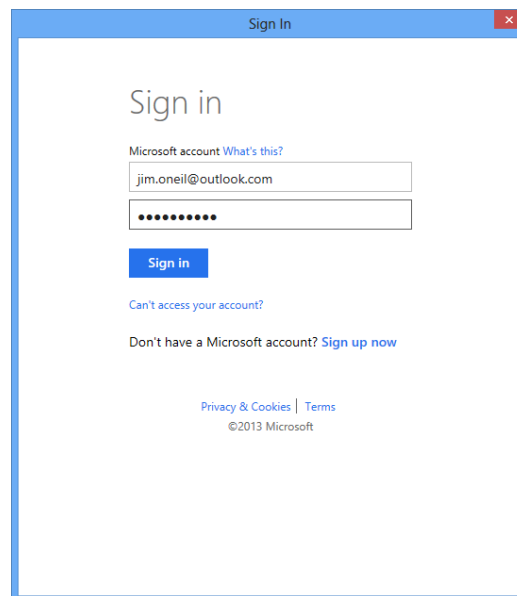 Sign In
Sign in
Microsoft account What's this?
jim.oneil@outlook.com
●●●●●●●●●●
Sign in
Can't access your account?
Don't have a Microsoft account? Sign up now
Privacy & Cookies | Terms
©2013 Microsoft